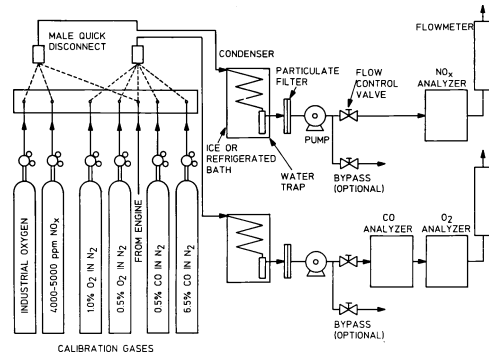 MALE QUICK
DISCONNECT
CONDENSER
PARTICULATE
FILTER
FLOW
CONTROL
VALVE
NOx
ANALYZER
FLOWMETER
PUMP
ICE OR
REFRIGERATED
BATH
WATER
TRAP
BYPASS
(OPTIONAL)
CO
ANALYZER
O2
ANALYZER
BYPASS
(OPTIONAL)
INDUSTRIAL OXYGEN
4000-5000 ppm NOx
1.0% O2 IN N2
0.5% O2 IN N2
FROM ENGINE
0.5% CO IN N2
6.5% CO IN N2
CALIBRATION GASES